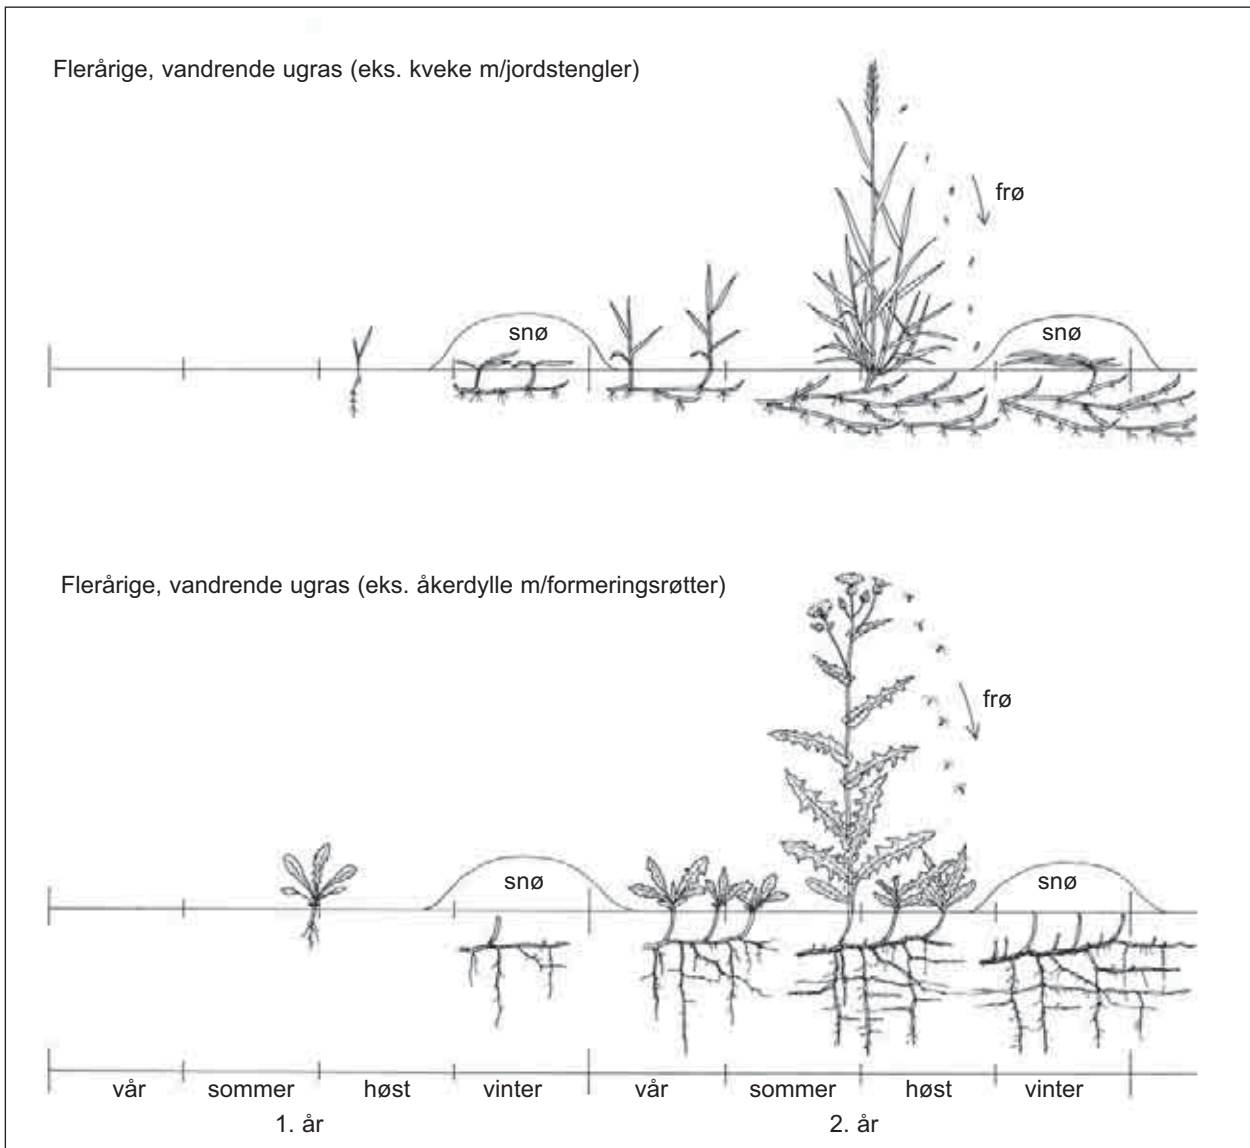 Flerårige, vandrende ugras (eks. kveke m/jordstengler)
frø
snø
snø
Flerårige, vandrende ugras (eks. åkerdylle m/formeringsrøtter)
frø
snø
snø
vår sommer høst vinter vår sommer høst vinter
1. år 2. år